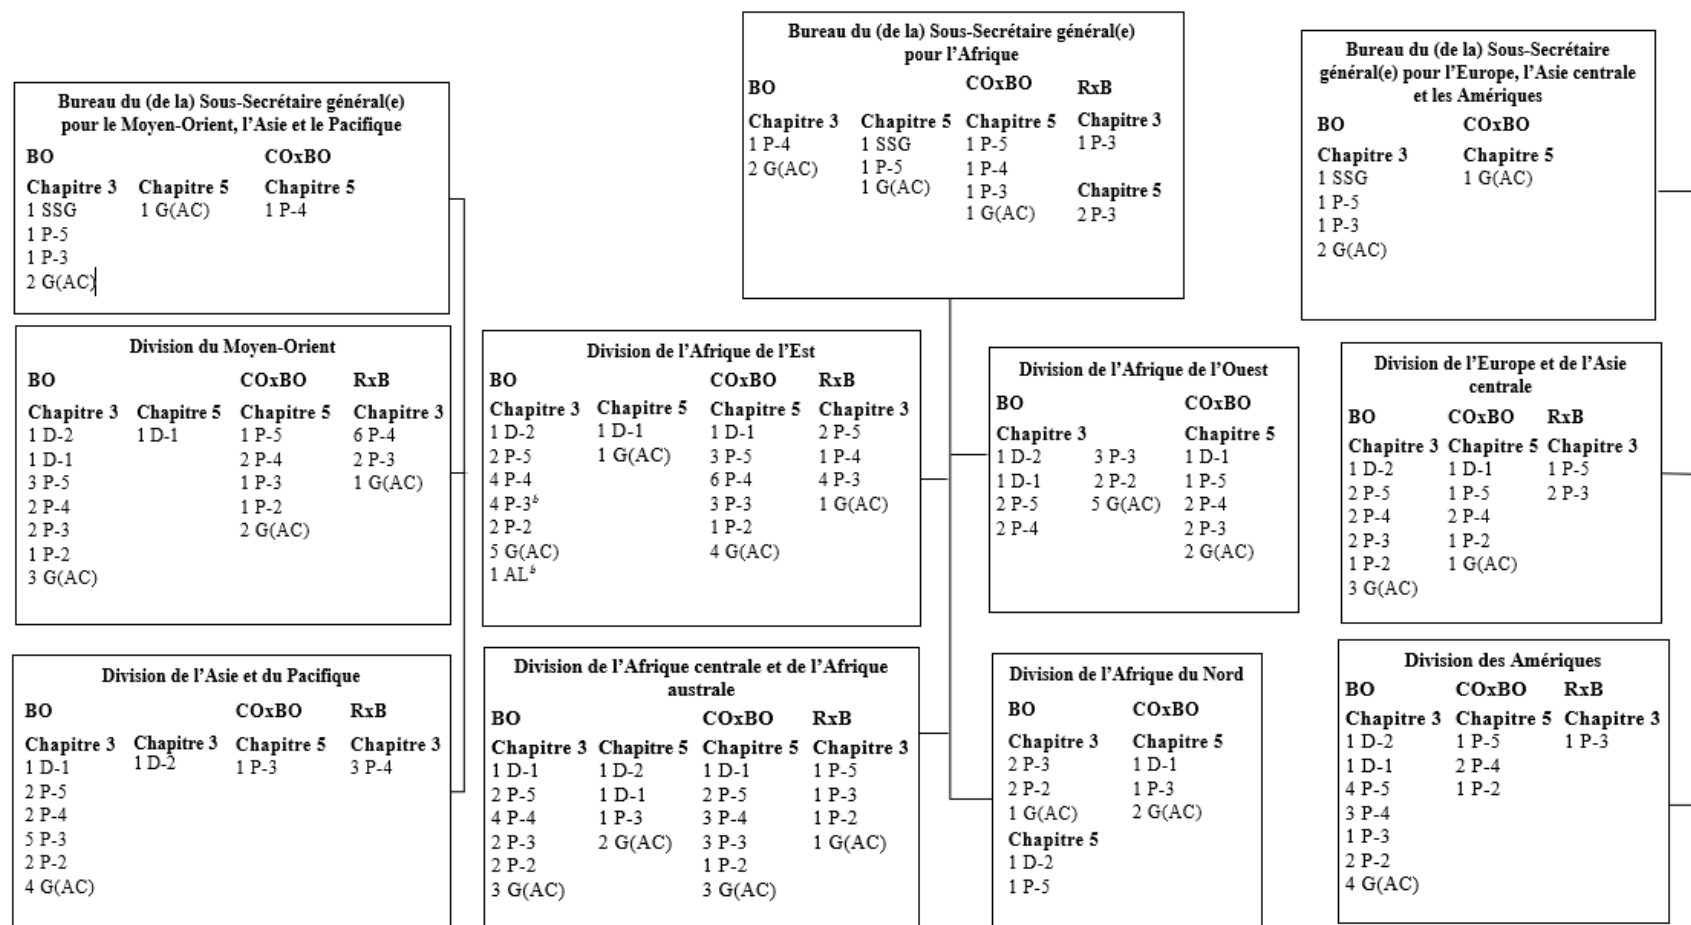 Bureau du (de la) Sous-Secrétaire général(e)
pour le Moyen-Orient, l’Asie et le Pacifique
BO COxBO
Chapitre 3 Chapitre 5 Chapitre 5
1 SSG 1 G(AC) 1 P-4
1 P-5
1 P-3
2 G(AC)
Division du Moyen-Orient
BO COxBO RxB
Chapitre 3 Chapitre 5 Chapitre 5 Chapitre 3
1 D-2 1 D-1 1 P-5 6 P-4
1 D-1 2 P-4 2 P-3
3 P-5 1 P-3 1 G(AC)
2 P-4 1 P-2
2 P-3 2 G(AC)
1 P-2
3 G(AC)
Division de l’Asie et du Pacifique
BO COxBO RxB
Chapitre 3 Chapitre 3 Chapitre 5 Chapitre 3
1 D-1 1 D-2 1 P-3 3 P-4
2 P-5
2 P-4
5 P-3
2 P-2
4 G(AC)
Bureau du (de la) Sous-Secrétaire général(e)
pour l’Afrique
BO COxBO RxB
Chapitre 3 Chapitre 5 Chapitre 5 Chapitre 3
1 P-4 1 SSG 1 P-5 1 P-3
2 G(AC) 1 P-5 1 P-4
1 G(AC) 1 P-3 Chapitre 5
1 G(AC) 2 P-3
Division de l’Afrique de l’Est
BO COxBO RxB
Chapitre 3 Chapitre 5 Chapitre 5 Chapitre 3
1 D-2 1 D-1 1 D-1 2 P-5
2 P-5 1 G(AC) 3 P-5 1 P-4
4 P-4 6 P-4 4 P-3
4 P-3ᵇ 3 P-3 1 G(AC)
2 P-2 1 P-2
5 G(AC) 4 G(AC)
1 ALᵇ
Division de l’Afrique de l’Ouest
BO COxBO
Chapitre 3 Chapitre 5
1 D-2 3 P-3 1 D-1
1 D-1 2 P-2 1 P-5
2 P-5 5 G(AC) 2 P-4
2 P-4 2 P-3
2 G(AC)
Division de l’Afrique centrale et de l’Afrique
australe
BO COxBO RxB
Chapitre 3 Chapitre 5 Chapitre 5 Chapitre 3
1 D-1 1 D-2 1 D-1 1 P-5
2 P-5 1 D-1 2 P-5 1 P-3
4 P-4 1 P-3 3 P-4 1 P-2
2 P-3 2 G(AC) 3 P-3 1 G(AC)
2 P-2 1 P-2
3 G(AC) 3 G(AC)
Division de l’Afrique du Nord
BO COxBO
Chapitre 3 Chapitre 5
2 P-3 1 D-1
2 P-2 1 P-3
1 G(AC) 2 G(AC)
Chapitre 5
1 D-2
1 P-5
Bureau du (de la) Sous-Secrétaire
général(e) pour l’Europe, l’Asie centrale
et les Amériques
BO COxBO
Chapitre 3 Chapitre 5
1 SSG 1 G(AC)
1 P-5
1 P-3
2 G(AC)
Division de l’Europe et de l’Asie
centrale
BO COxBO RxB
Chapitre 3 Chapitre 5 Chapitre 3
1 D-2 1 D-1 1 P-5
2 P-5 1 P-5 2 P-3
2 P-4 2 P-4
2 P-3 1 P-2
1 P-2 1 G(AC)
3 G(AC)
Division des Amériques
BO COxBO RxB
Chapitre 3 Chapitre 5 Chapitre 3
1 D-2 1 P-5 1 P-3
1 D-1 2 P-4
4 P-5 1 P-2
3 P-4
1 P-3
2 P-2
4 G(AC)